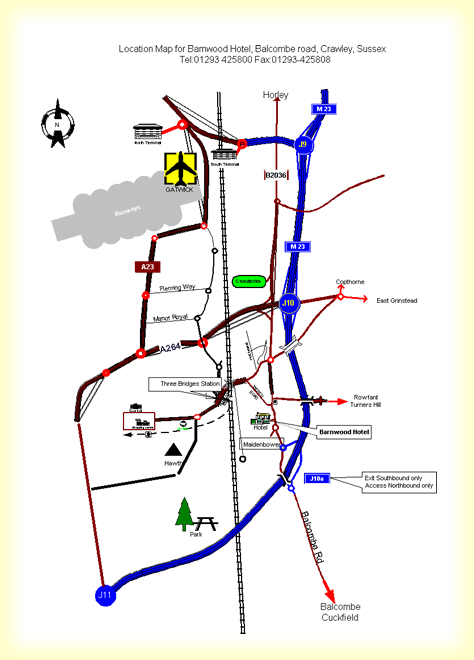 Location Map for Barnwood Hotel, Balcombe road, Crawley, Sussex
Tel:01293 425800 Fax:01293-425808
Horley
M 23
N
North Terminal
J9
South Terminal
B2036
GATWICK
Runways
M 23
A23
Copthorne
Fleming Way
J10
East Grinstead
Manor Royal
A264
Three Bridges Station
Rowfant
Turners Hill
Hotel
Barnwood Hotel
Maidenbower
Hawth
J10a
Exit Southbound only
Access Northbound only
Park
Balcombe Rd
J11
Balcombe
Cuckfield